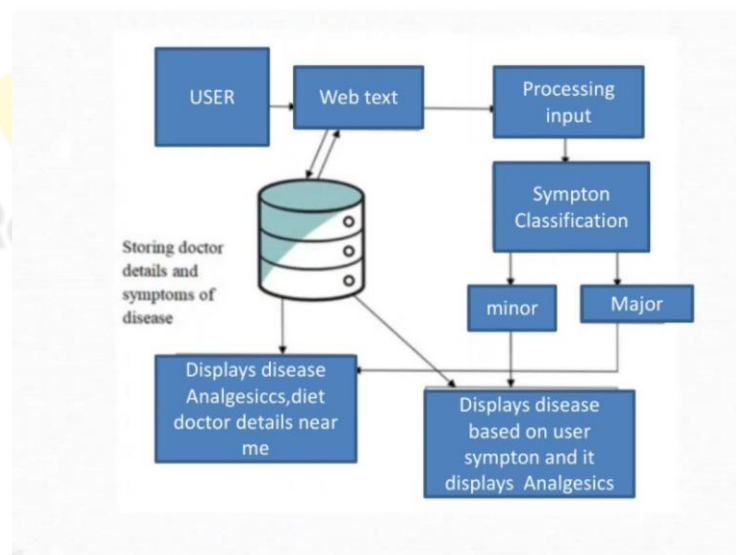 USER
Web text
Processing
input
Sympton
Classification
Storing doctor
details and
symptoms of
disease
minor
Major
Displays disease
Analgesiccs,diet
doctor details near
me
Displays disease
based on user
sympton and it
displays Analgesics